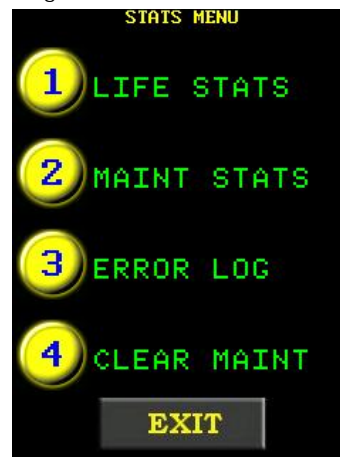 STATS MENU
1 LIFE STATS
2 MAINT STATS
3 ERROR LOG
4 CLEAR MAINT
EXIT